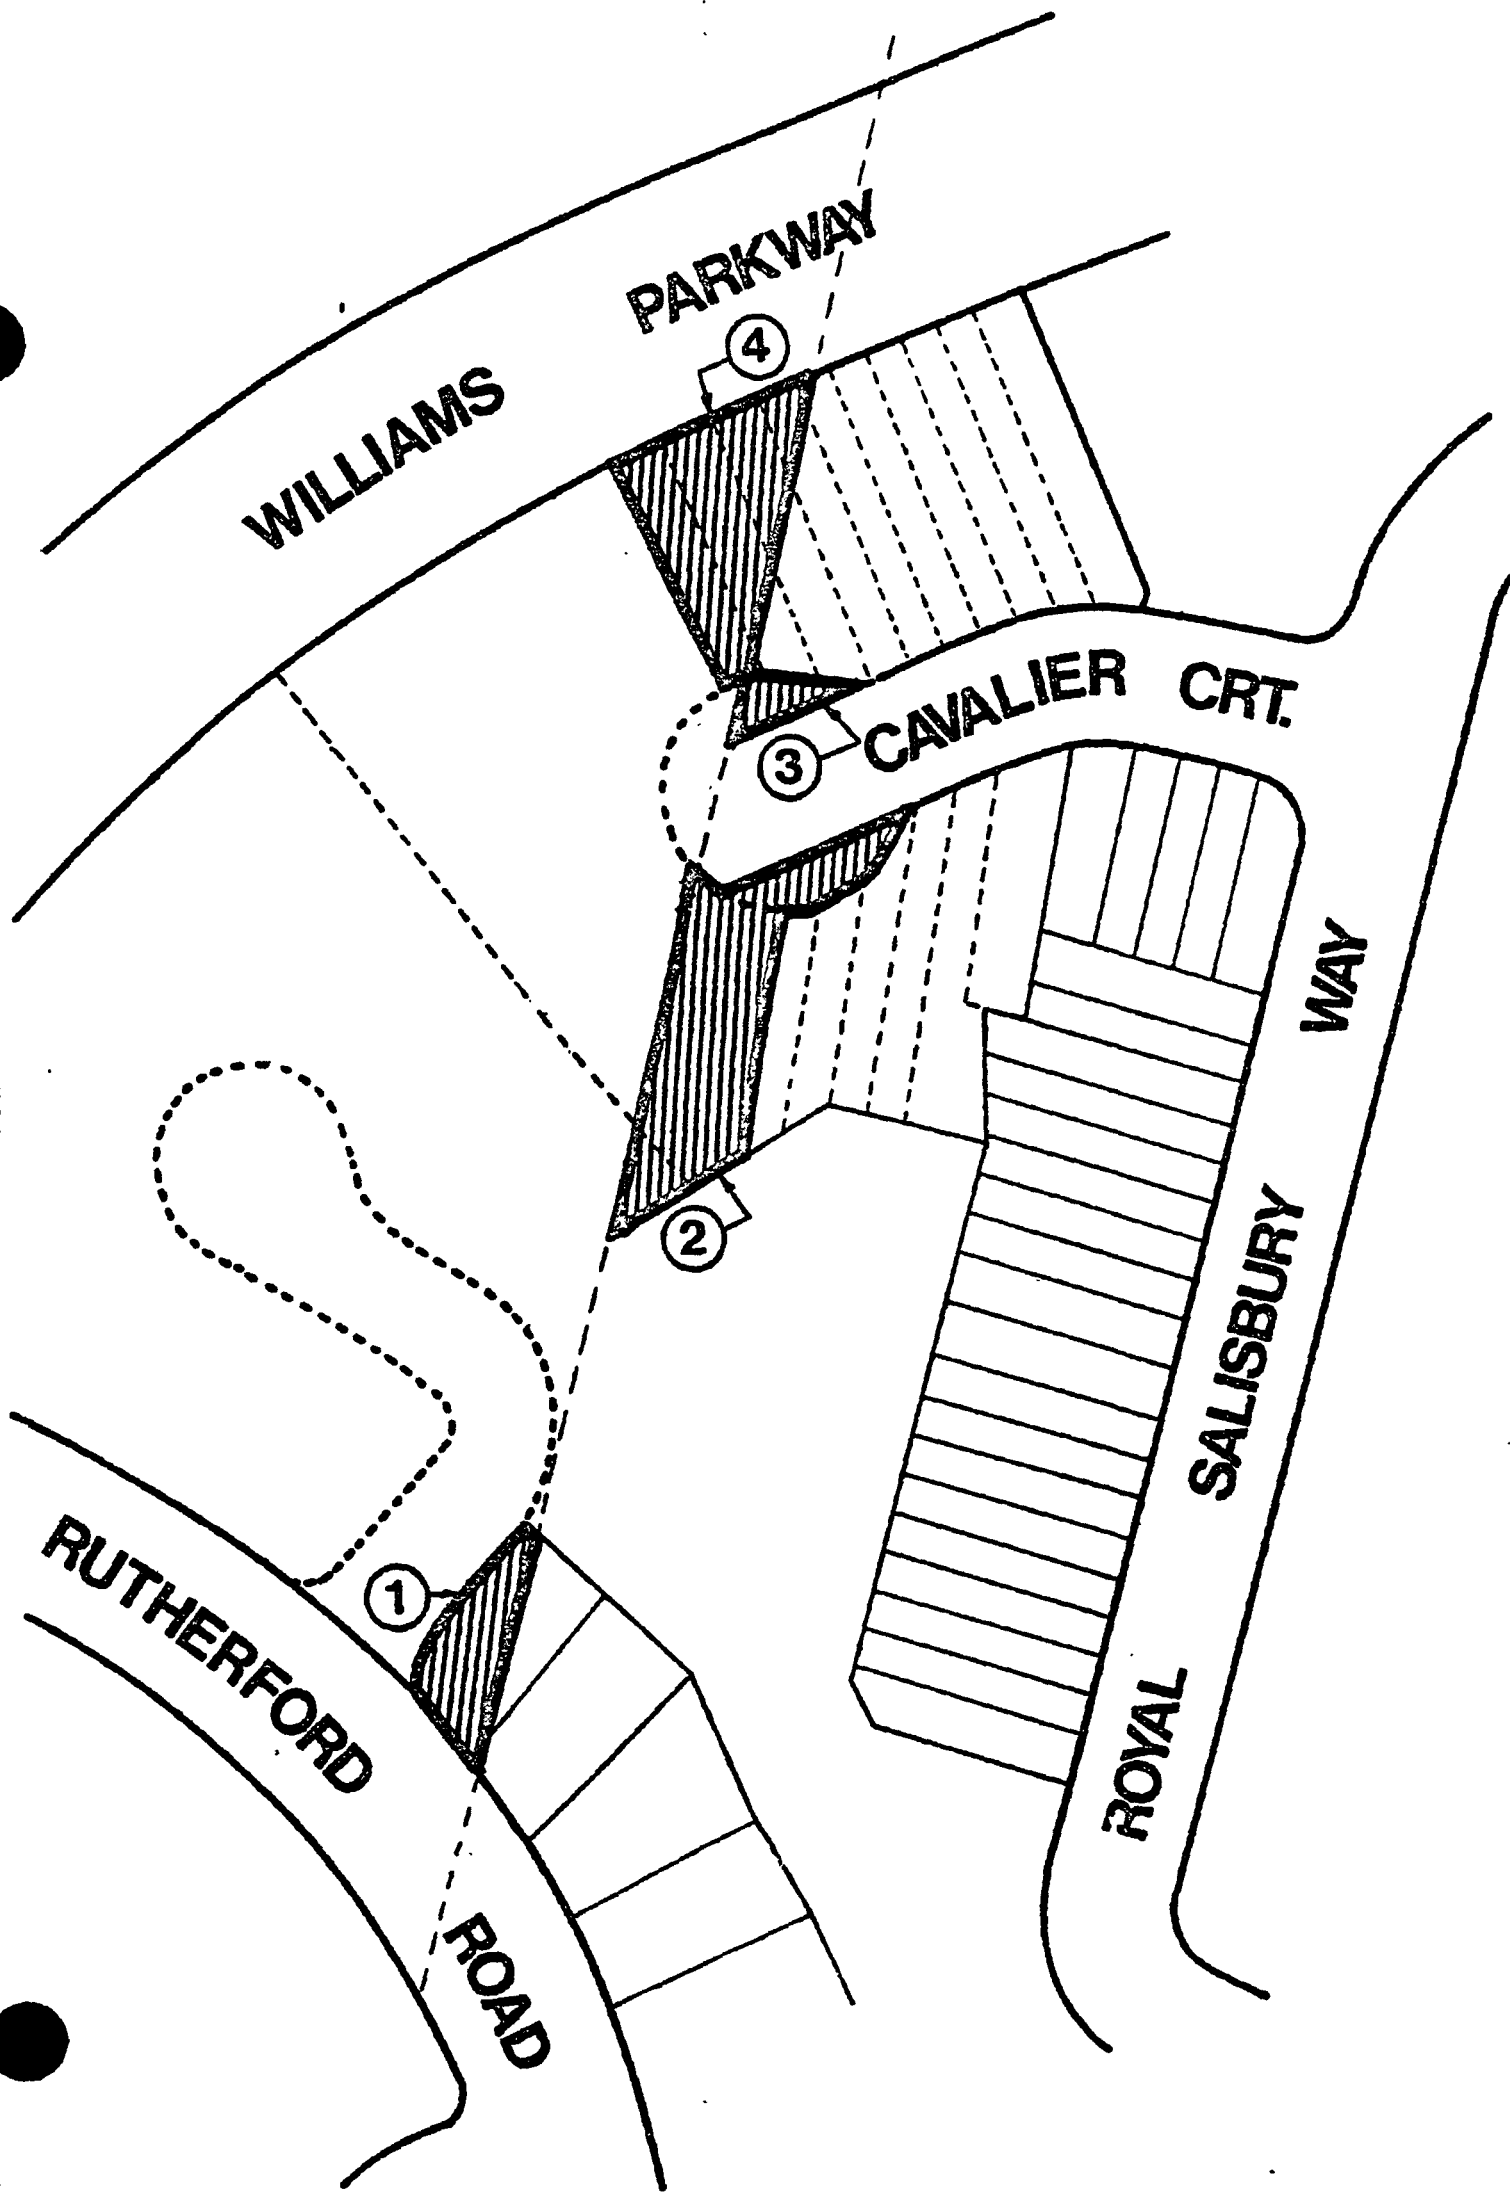 WILLIAMS PARKWAY
4
CAVALIER CRT.
3
2
ROYAL SALISBURY WAY
1
RUTHERFORD ROAD